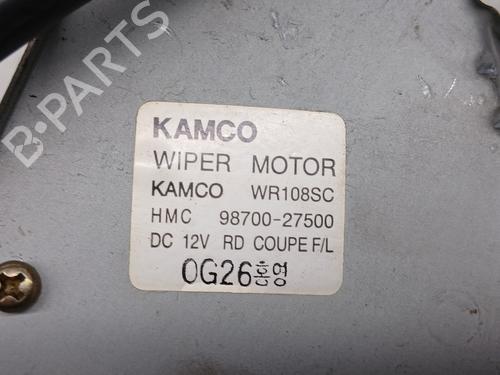 KAMCO
WIPER MOTOR
KAMCO WR108SC
HMC 98700-27500
DC 12V RD COUPE F/L
0G26 홍영
B-PARTS